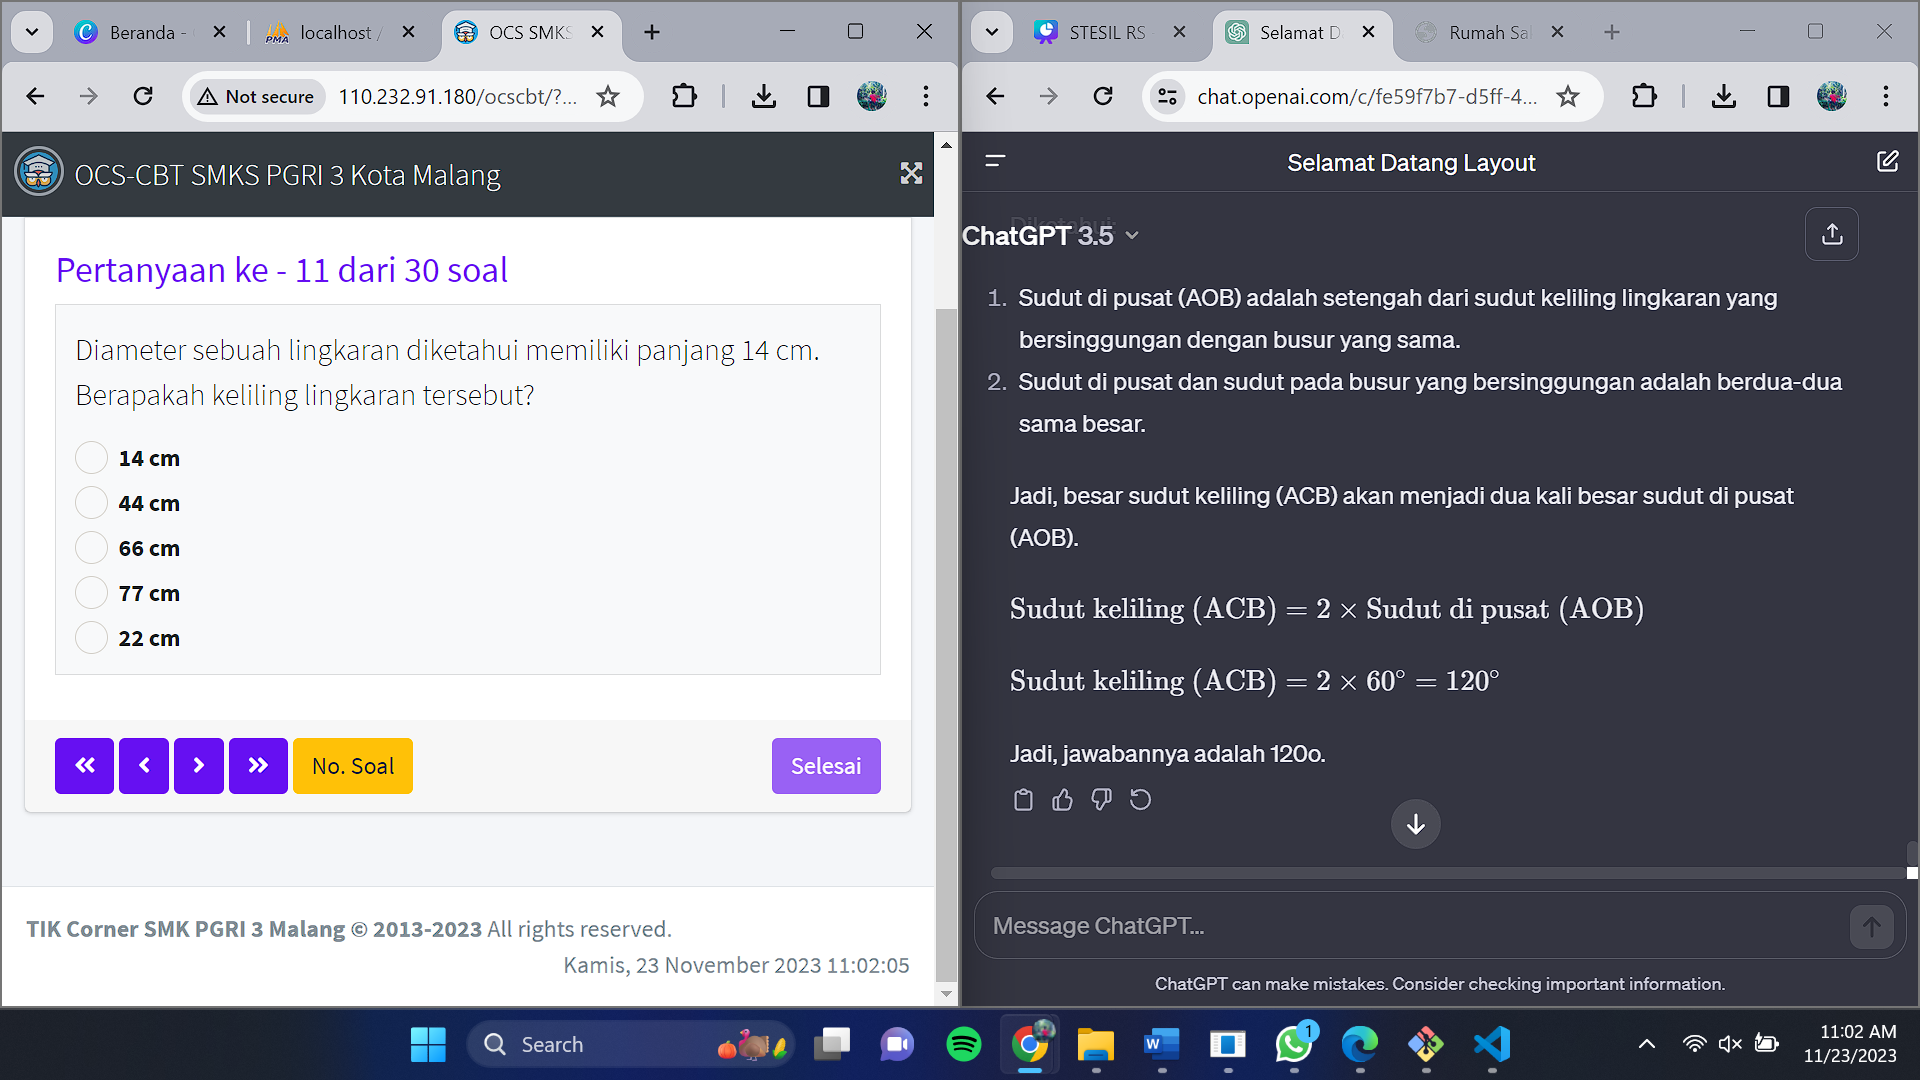 Beranda -
localhost /
OCS SMKS
Not secure
110.232.91.180/ocscbt/?...
OCS-CBT SMKS PGRI 3 Kota Malang
Pertanyaan ke - 11 dari 30 soal
Diameter sebuah lingkaran diketahui memiliki panjang 14 cm.
Berapakah keliling lingkaran tersebut?
14 cm
44 cm
66 cm
77 cm
22 cm
No. Soal
Selesai
TIK Corner SMK PGRI 3 Malang © 2013-2023 All rights reserved.
Kamis, 23 November 2023 11:02:05
STESIL RS
Selamat D
Rumah Sa
chat.openai.com/c/fe59f7b7-d5ff-4...
Selamat Datang Layout
Diketahui:
ChatGPT 3.5
1. Sudut di pusat (AOB) adalah setengah dari sudut keliling lingkaran yang
bersinggungan dengan busur yang sama.
2. Sudut di pusat dan sudut pada busur yang bersinggungan adalah berdua-dua
sama besar.
Jadi, besar sudut keliling (ACB) akan menjadi dua kali besar sudut di pusat
(AOB).
Sudut keliling (ACB) = 2 × Sudut di pusat (AOB)
Sudut keliling (ACB) = 2 × 60° = 120°
Jadi, jawabannya adalah 120o.
Message ChatGPT...
ChatGPT can make mistakes. Consider checking important information.
Search
1
11:02 AM
11/23/2023